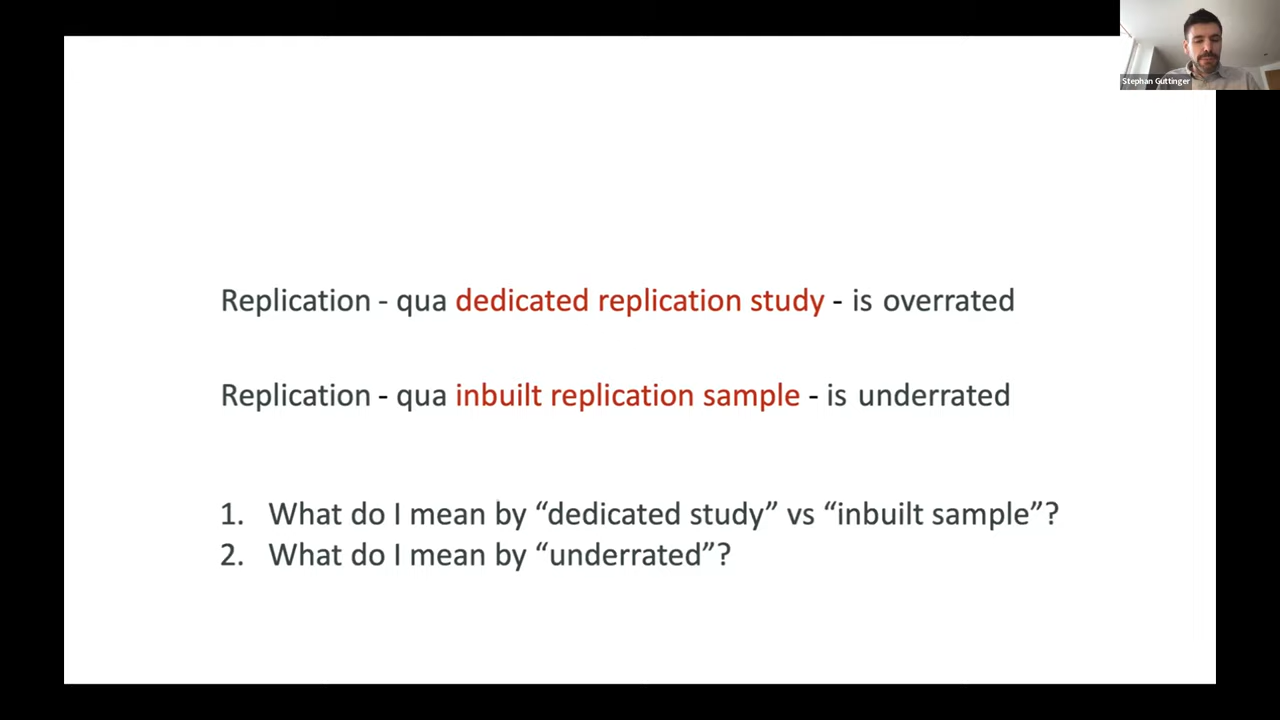 Stephan Guttinger
Replication - qua dedicated replication study - is overrated
Replication - qua inbuilt replication sample - is underrated
1. What do I mean by “dedicated study” vs “inbuilt sample”?
2. What do I mean by “underrated”?